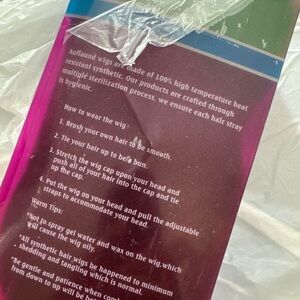 Auflaund wigs are made of 100% high temperature heat
resistant synthetic. Our products are crafted through
multiple sterilization process, we ensure each hair stray
is hygienic.
How to wear the wig
1. Brush your own hair to be smooth.
2. Tie your hair up to be a bun.
3. Stretch the wig cap upon your head and
push all of your hair into the cap and tie
up the cap.
4. Put the wig on your head and pull the adjustable
straps to accommodate your head.
Warm Tips:
*Not to spray gel water and wax on the wig, which
will cause the wig oily.
*All synthetic hair wigs be happened to minimum
shedding and tangling which is normal.
*Be gentle and patience when
from down to up will be